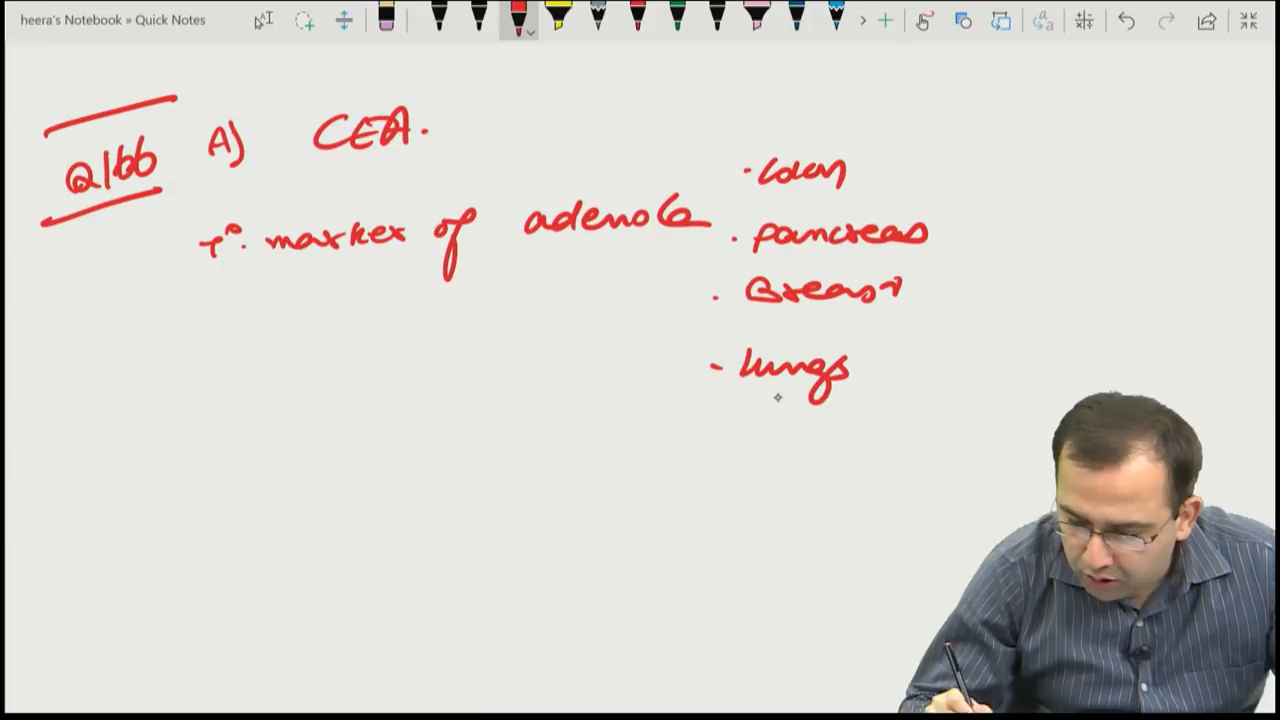 heera's Notebook » Quick Notes
Q166 A) CEA.
marker of adenoca
· Colon
· Pancreas
· Breast
- Lungs